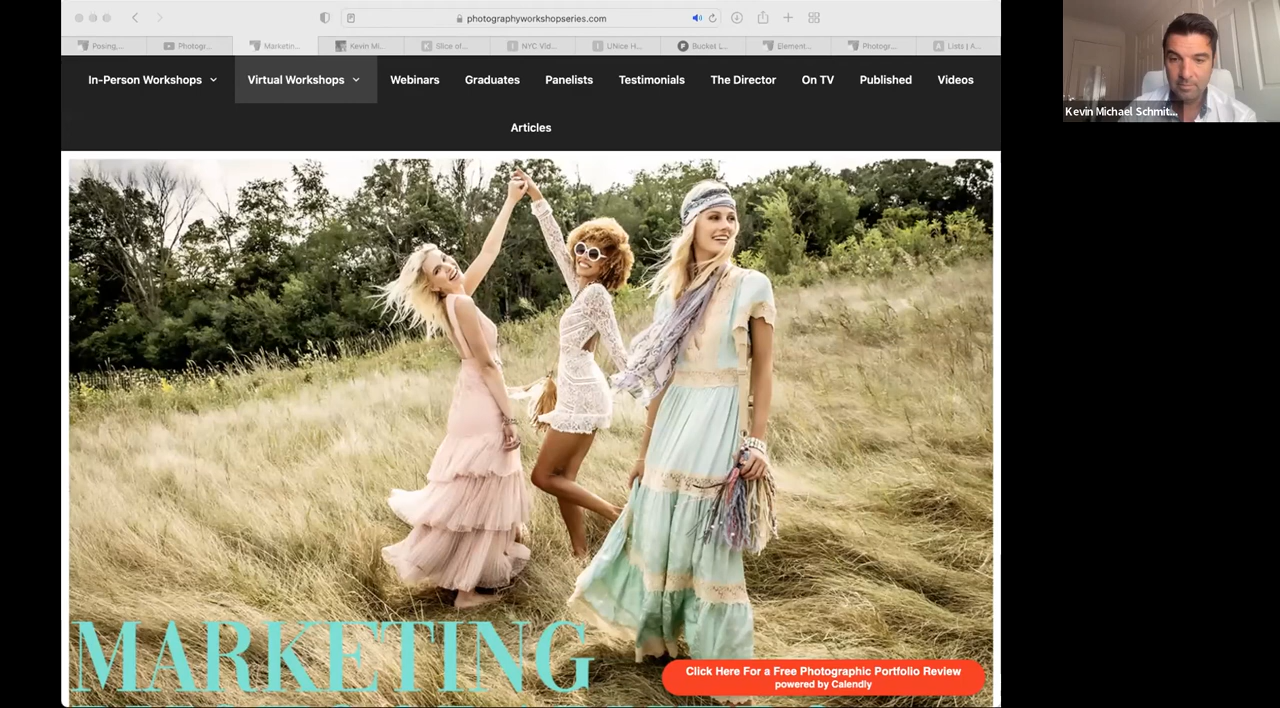 photographyworkshopseries.com
Posing,...
Photogr...
Marketin...
Kevin Mi...
Slice of...
NYC Vid...
UNice H...
Bucket L...
Element...
Photogr...
Lists | A...
In-Person Workshops
Virtual Workshops
Webinars
Graduates
Panelists
Testimonials
The Director
On TV
Published
Videos
Articles
Kevin Michael Schmit...
MARKETING
Click Here For a Free Photographic Portfolio Review
powered by Calendly